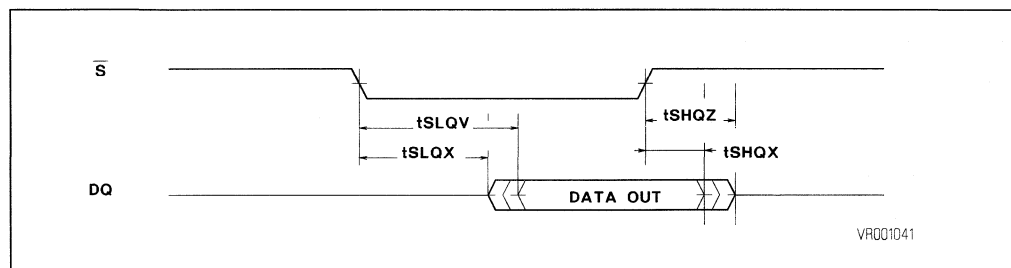 S̅
tSLQV
tSHQZ
tSLQX
tSHQX
DQ
DATA OUT
VR001041